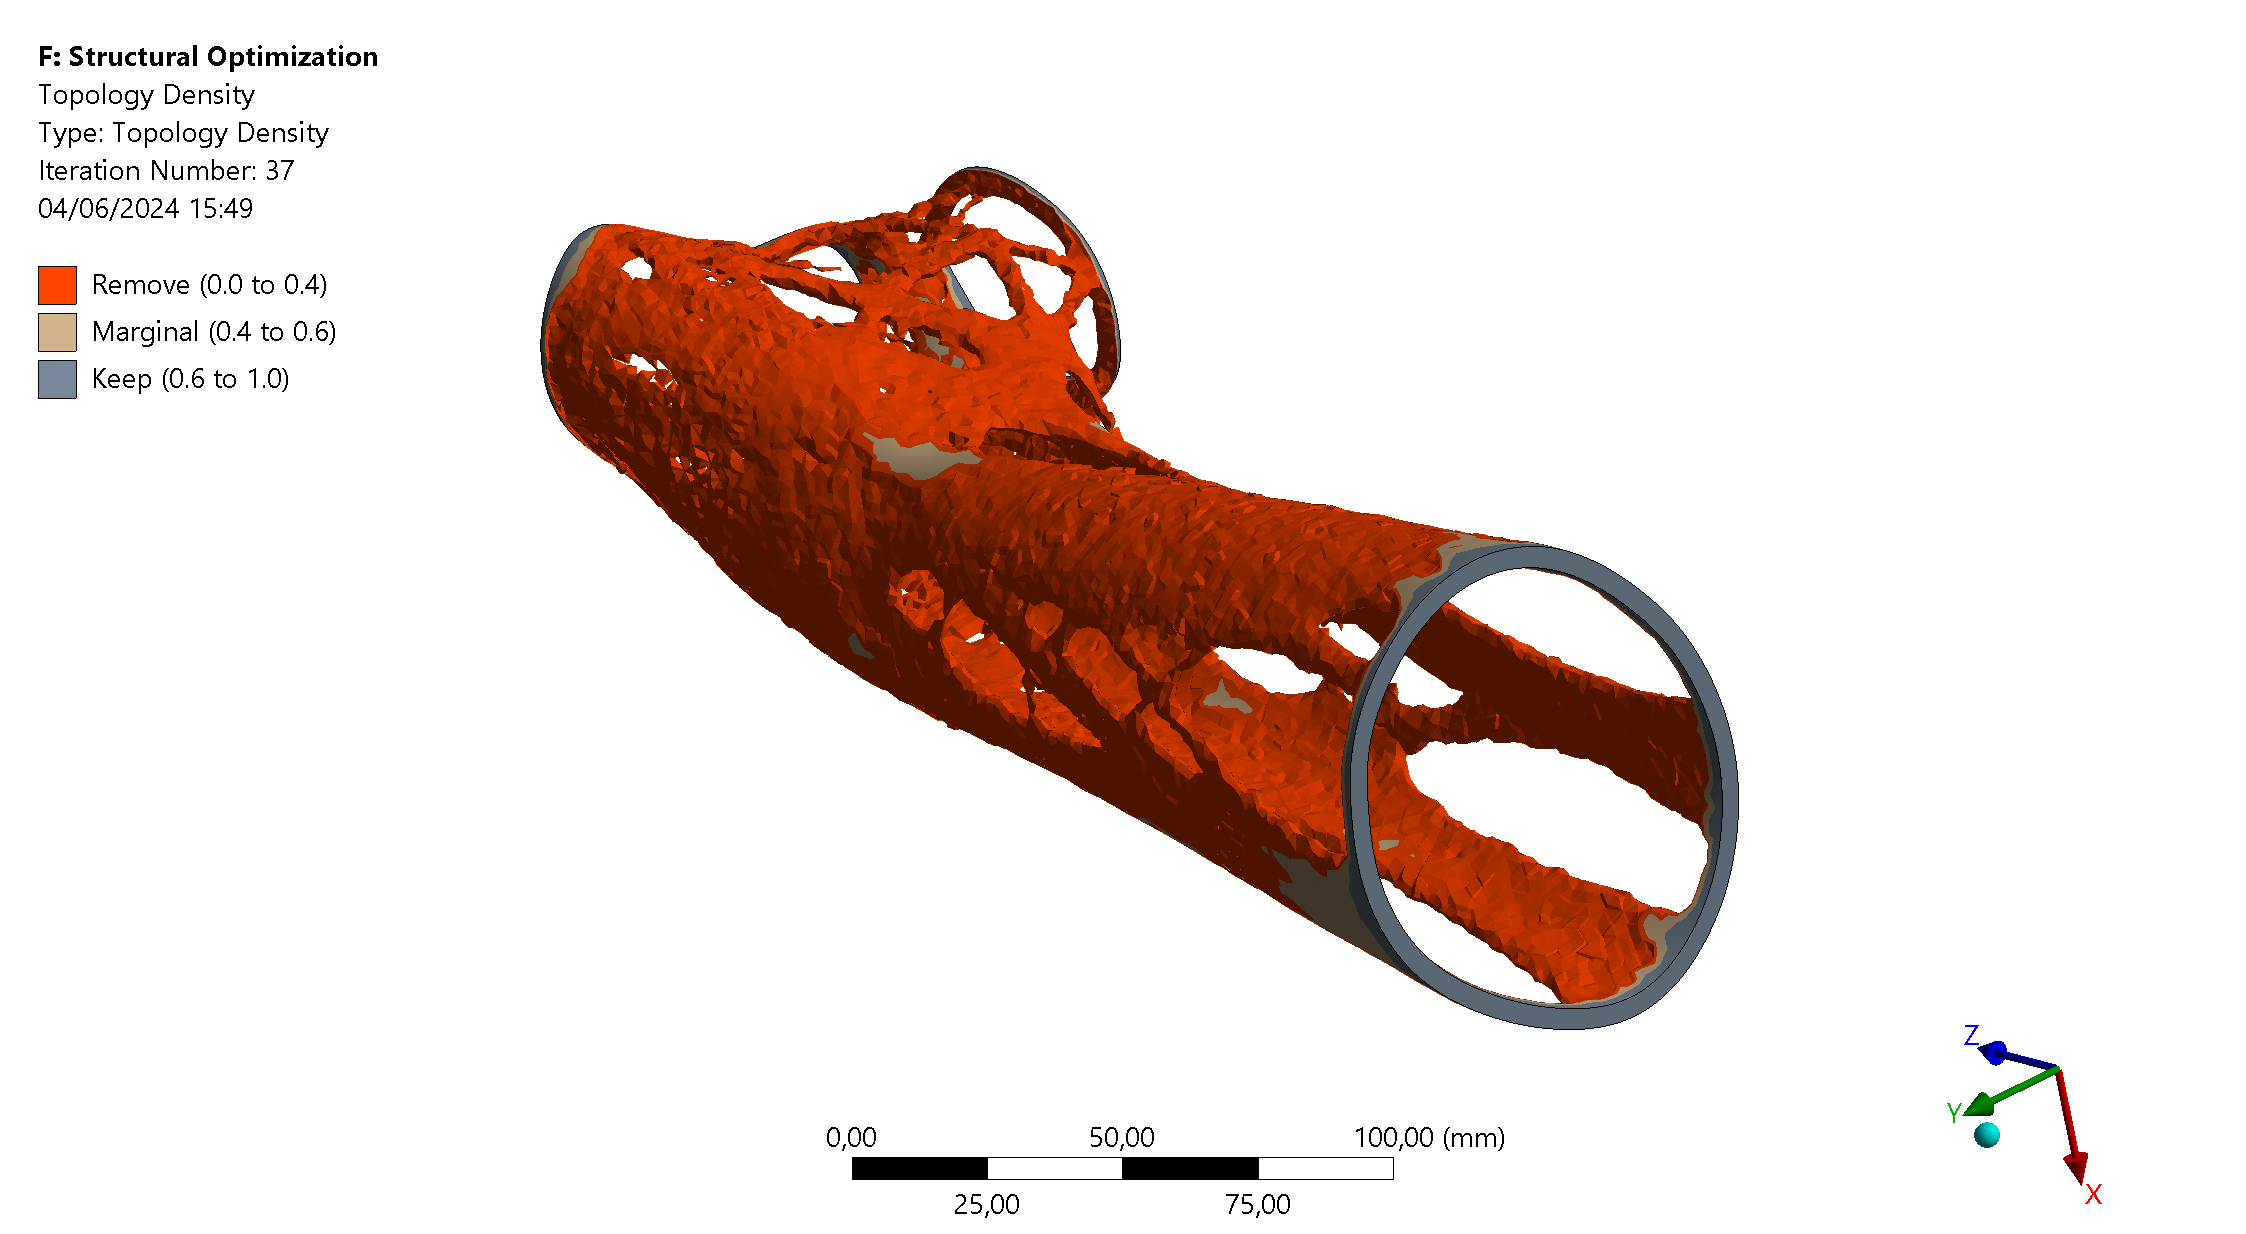 F: Structural Optimization
Topology Density
Type: Topology Density
Iteration Number: 37
04/06/2024 15:49
Remove (0.0 to 0.4)
Marginal (0.4 to 0.6)
Keep (0.6 to 1.0)
Z
Y
X
0,00 50,00 100,00 (mm)
25,00 75,00